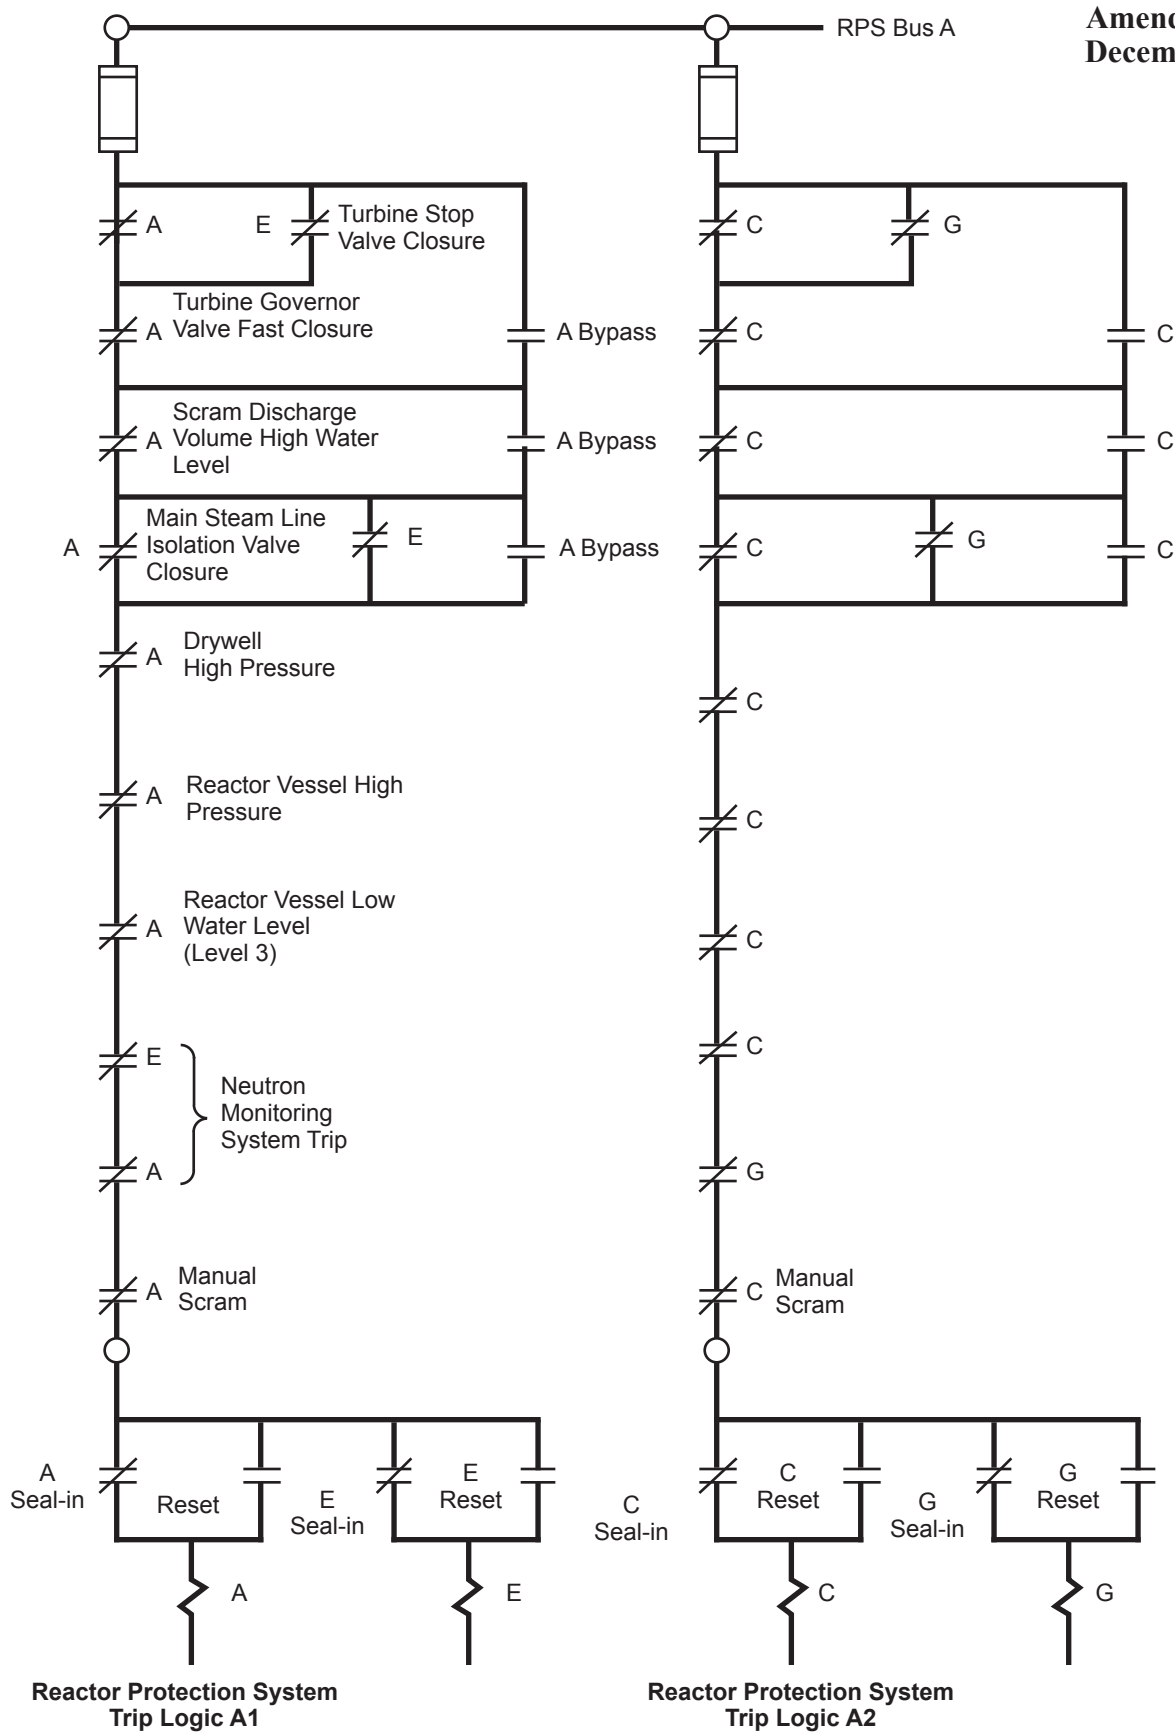 RPS Bus A
Amend
Decem
A
E
Turbine Stop
Valve Closure
C
G
Turbine Governor
A Valve Fast Closure
A Bypass
C
C
Scram Discharge
A Volume High Water
Level
A Bypass
C
C
A
Main Steam Line
Isolation Valve
Closure
E
A Bypass
C
G
C
A
Drywell
High Pressure
C
A
Reactor Vessel High
Pressure
C
A
Reactor Vessel Low
Water Level
(Level 3)
C
E
C
Neutron
Monitoring
System Trip
A
G
A
Manual
Scram
C
Manual
Scram
A
Seal-in
Reset
E
Seal-in
E
Reset
C
Seal-in
C
Reset
G
Seal-in
G
Reset
A
E
C
G
Reactor Protection System
Trip Logic A1
Reactor Protection System
Trip Logic A2